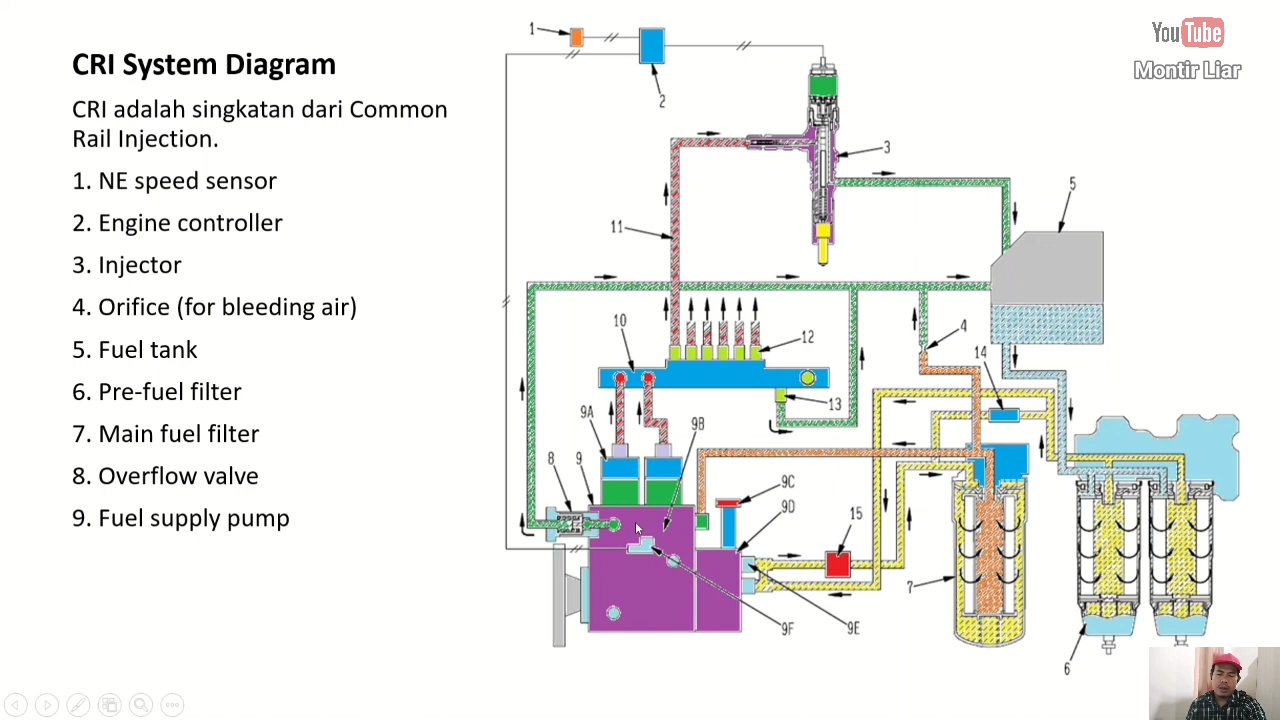 CRI System Diagram
CRI adalah singkatan dari Common
Rail Injection.
1. NE speed sensor
2. Engine controller
3. Injector
4. Orifice (for bleeding air)
5. Fuel tank
6. Pre-fuel filter
7. Main fuel filter
8. Overflow valve
9. Fuel supply pump
YouTube
Montir Liar
1
2
3
5
11
10
12
4
14
13
9A
9B
8
9
9C
9D
15
7
9F
9E
6